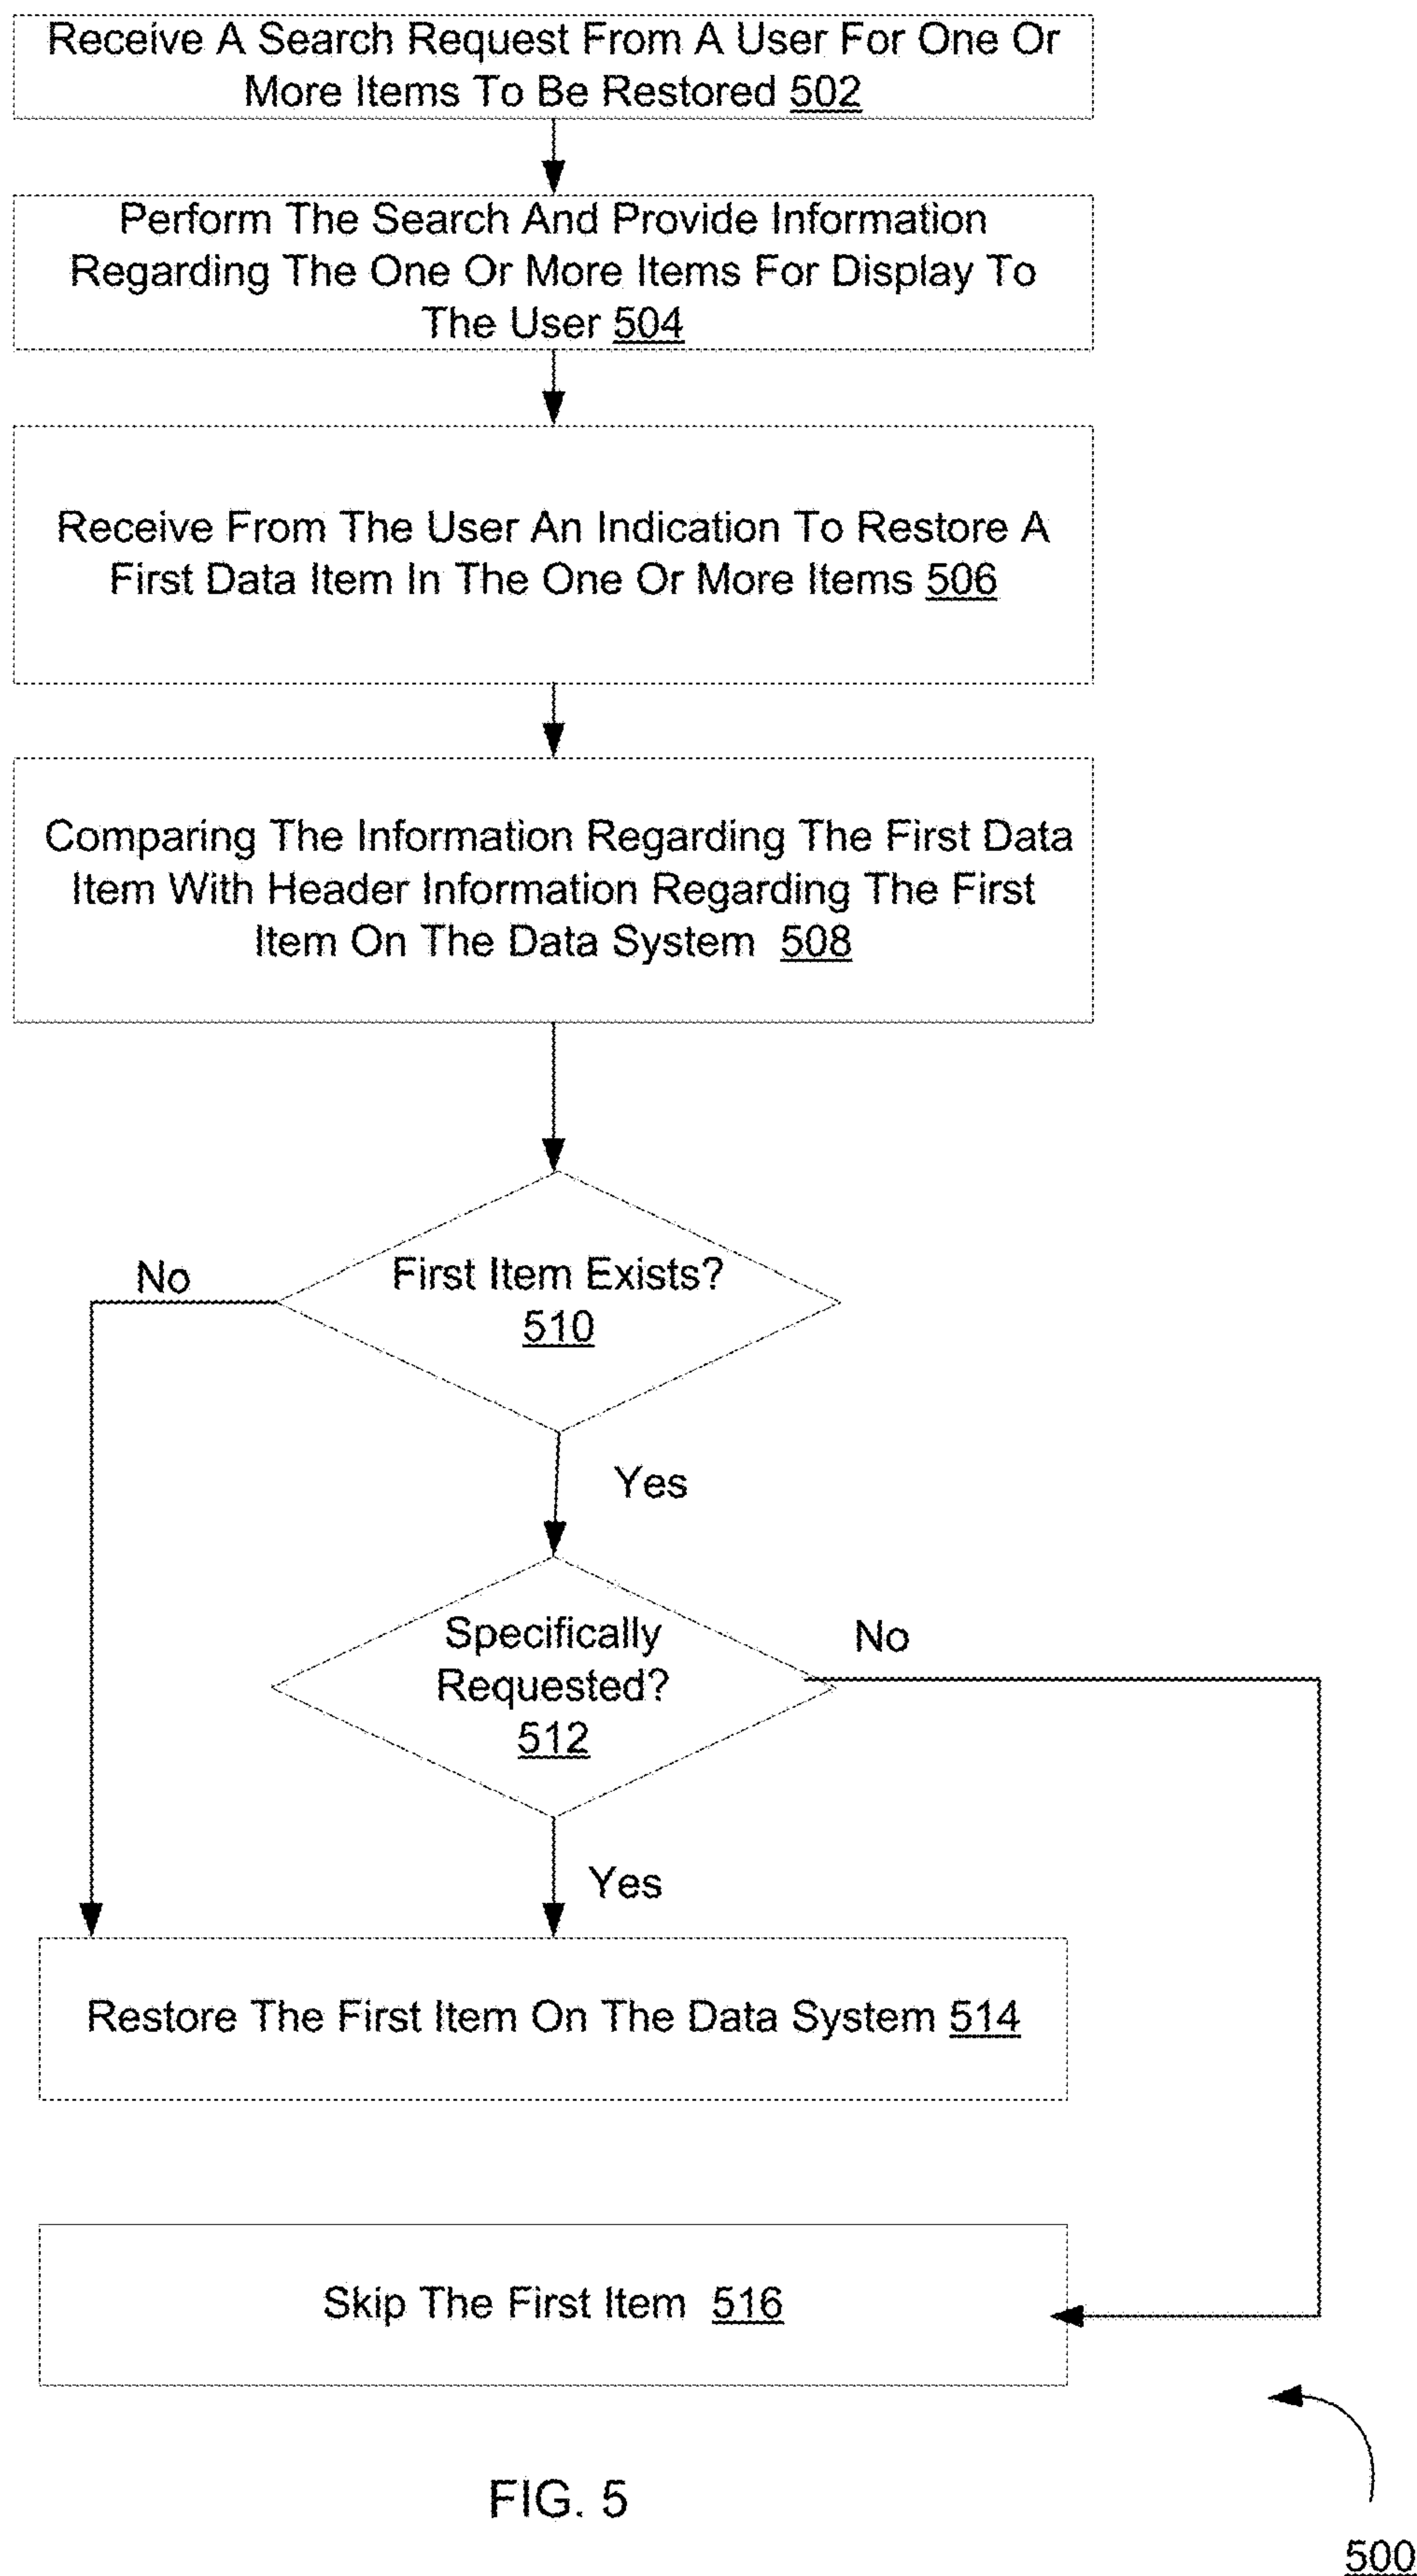 Receive A Search Request From A User For One Or
More Items To Be Restored 502
Perform The Search And Provide Information
Regarding The One Or More Items For Display To
The User 504
Receive From The User An Indication To Restore A
First Data Item In The One Or More Items 506
Comparing The Information Regarding The First Data
Item With Header Information Regarding The First
Item On The Data System 508
No
First Item Exists?
510
Yes
Specifically
Requested?
512
No
Yes
Restore The First Item On The Data System 514
Skip The First Item 516
FIG. 5
500